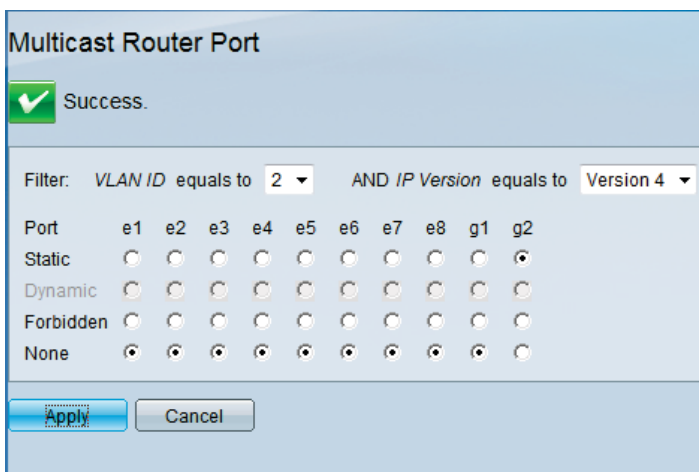 Multicast Router Port
Success.
Filter: VLAN ID equals to 2 AND IP Version equals to Version 4
Port e1 e2 e3 e4 e5 e6 e7 e8 g1 g2
Static
Dynamic
Forbidden
None
Apply Cancel